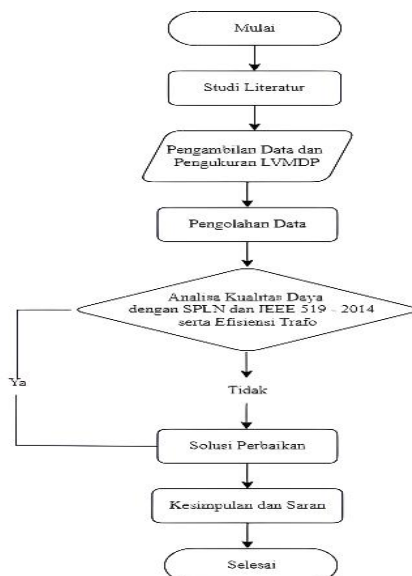 Mulai
Studi Literatur
Pengambilan Data dan
Pengukuran LVMDP
Pengolahan Data
Analisa Kualitas Daya
dengan SPLN dan IEEE 519 - 2014
serta Efisiensi Trafo
Ya
Tidak
Solusi Perbaikan
Kesimpulan dan Saran
Selesai